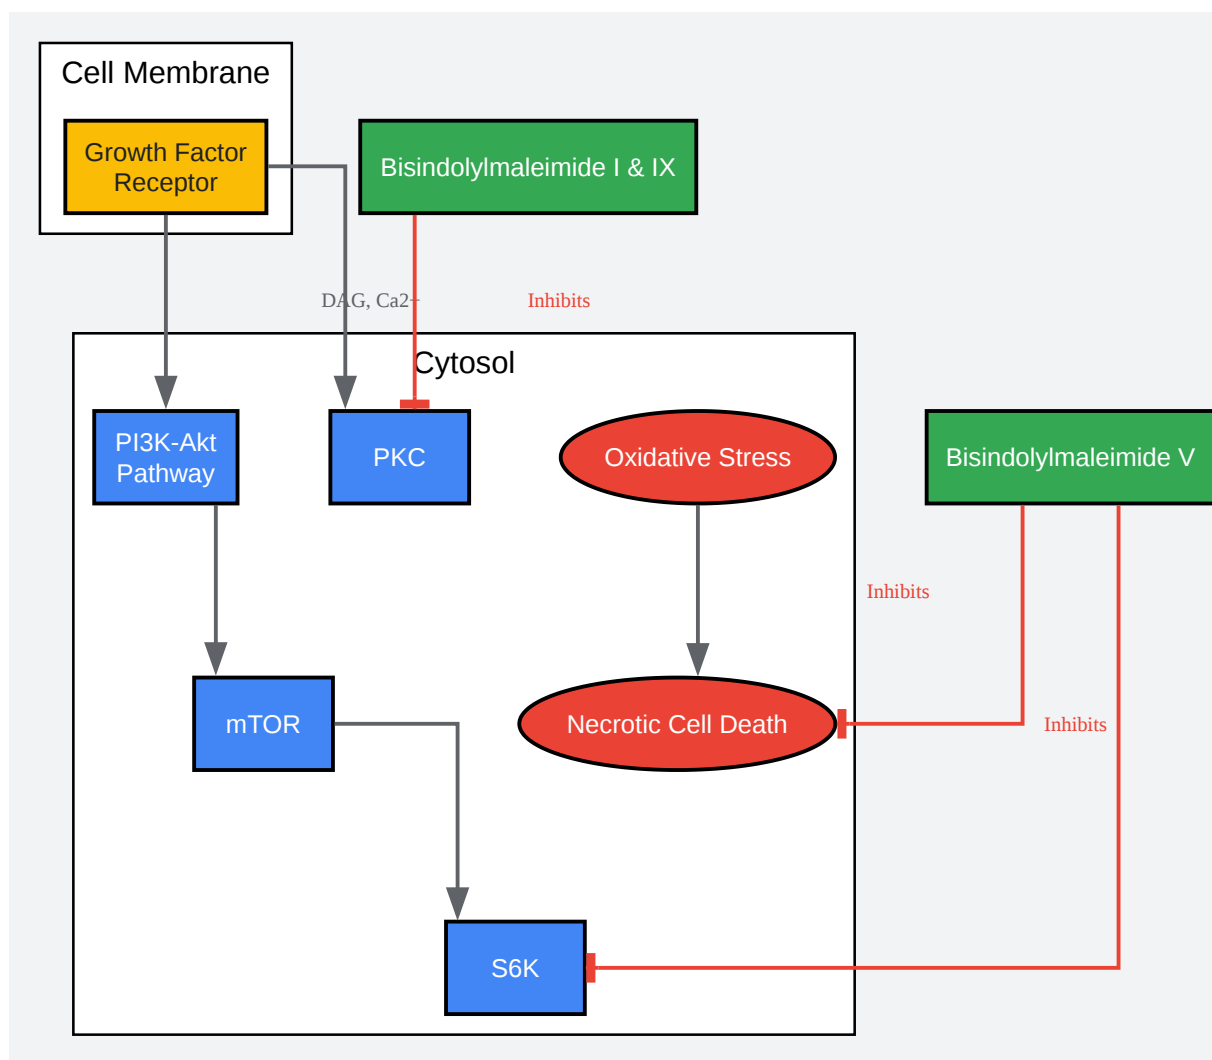 Cell Membrane
Growth Factor
Receptor
Bisindolylmaleimide I & IX
DAG, Ca2+
Inhibits
Cytosol
PI3K-Akt
Pathway
PKC
Oxidative Stress
Bisindolylmaleimide V
Inhibits
mTOR
Necrotic Cell Death
Inhibits
S6K